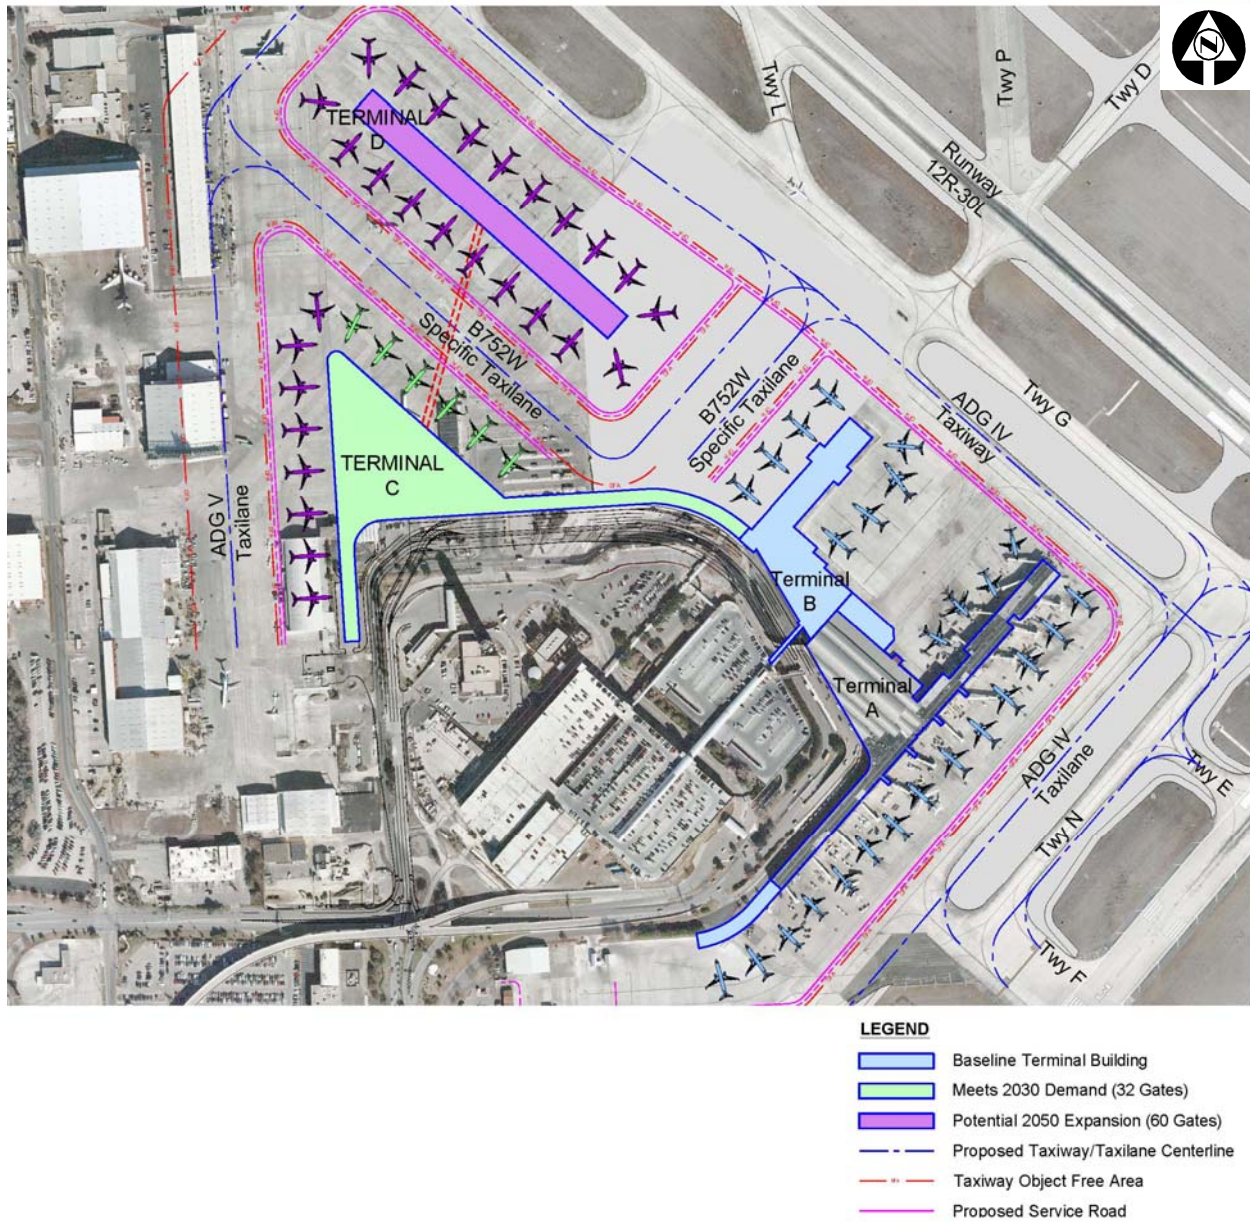 N
Twy L
Twy P
Twy D
Runway
12R-30L
TERMINAL
D
B752W
Specific Taxilane
B752W
Specific Taxilane
ADG IV
Taxiway
Twy G
TERMINAL
C
ADG V
Taxilane
Terminal
B
Terminal
A
ADG IV
Taxilane
Twy N
Twy E
Twy F
OFA
LEGEND
Baseline Terminal Building
Meets 2030 Demand (32 Gates)
Potential 2050 Expansion (60 Gates)
Proposed Taxiway/Taxilane Centerline
Taxiway Object Free Area
Proposed Service Road